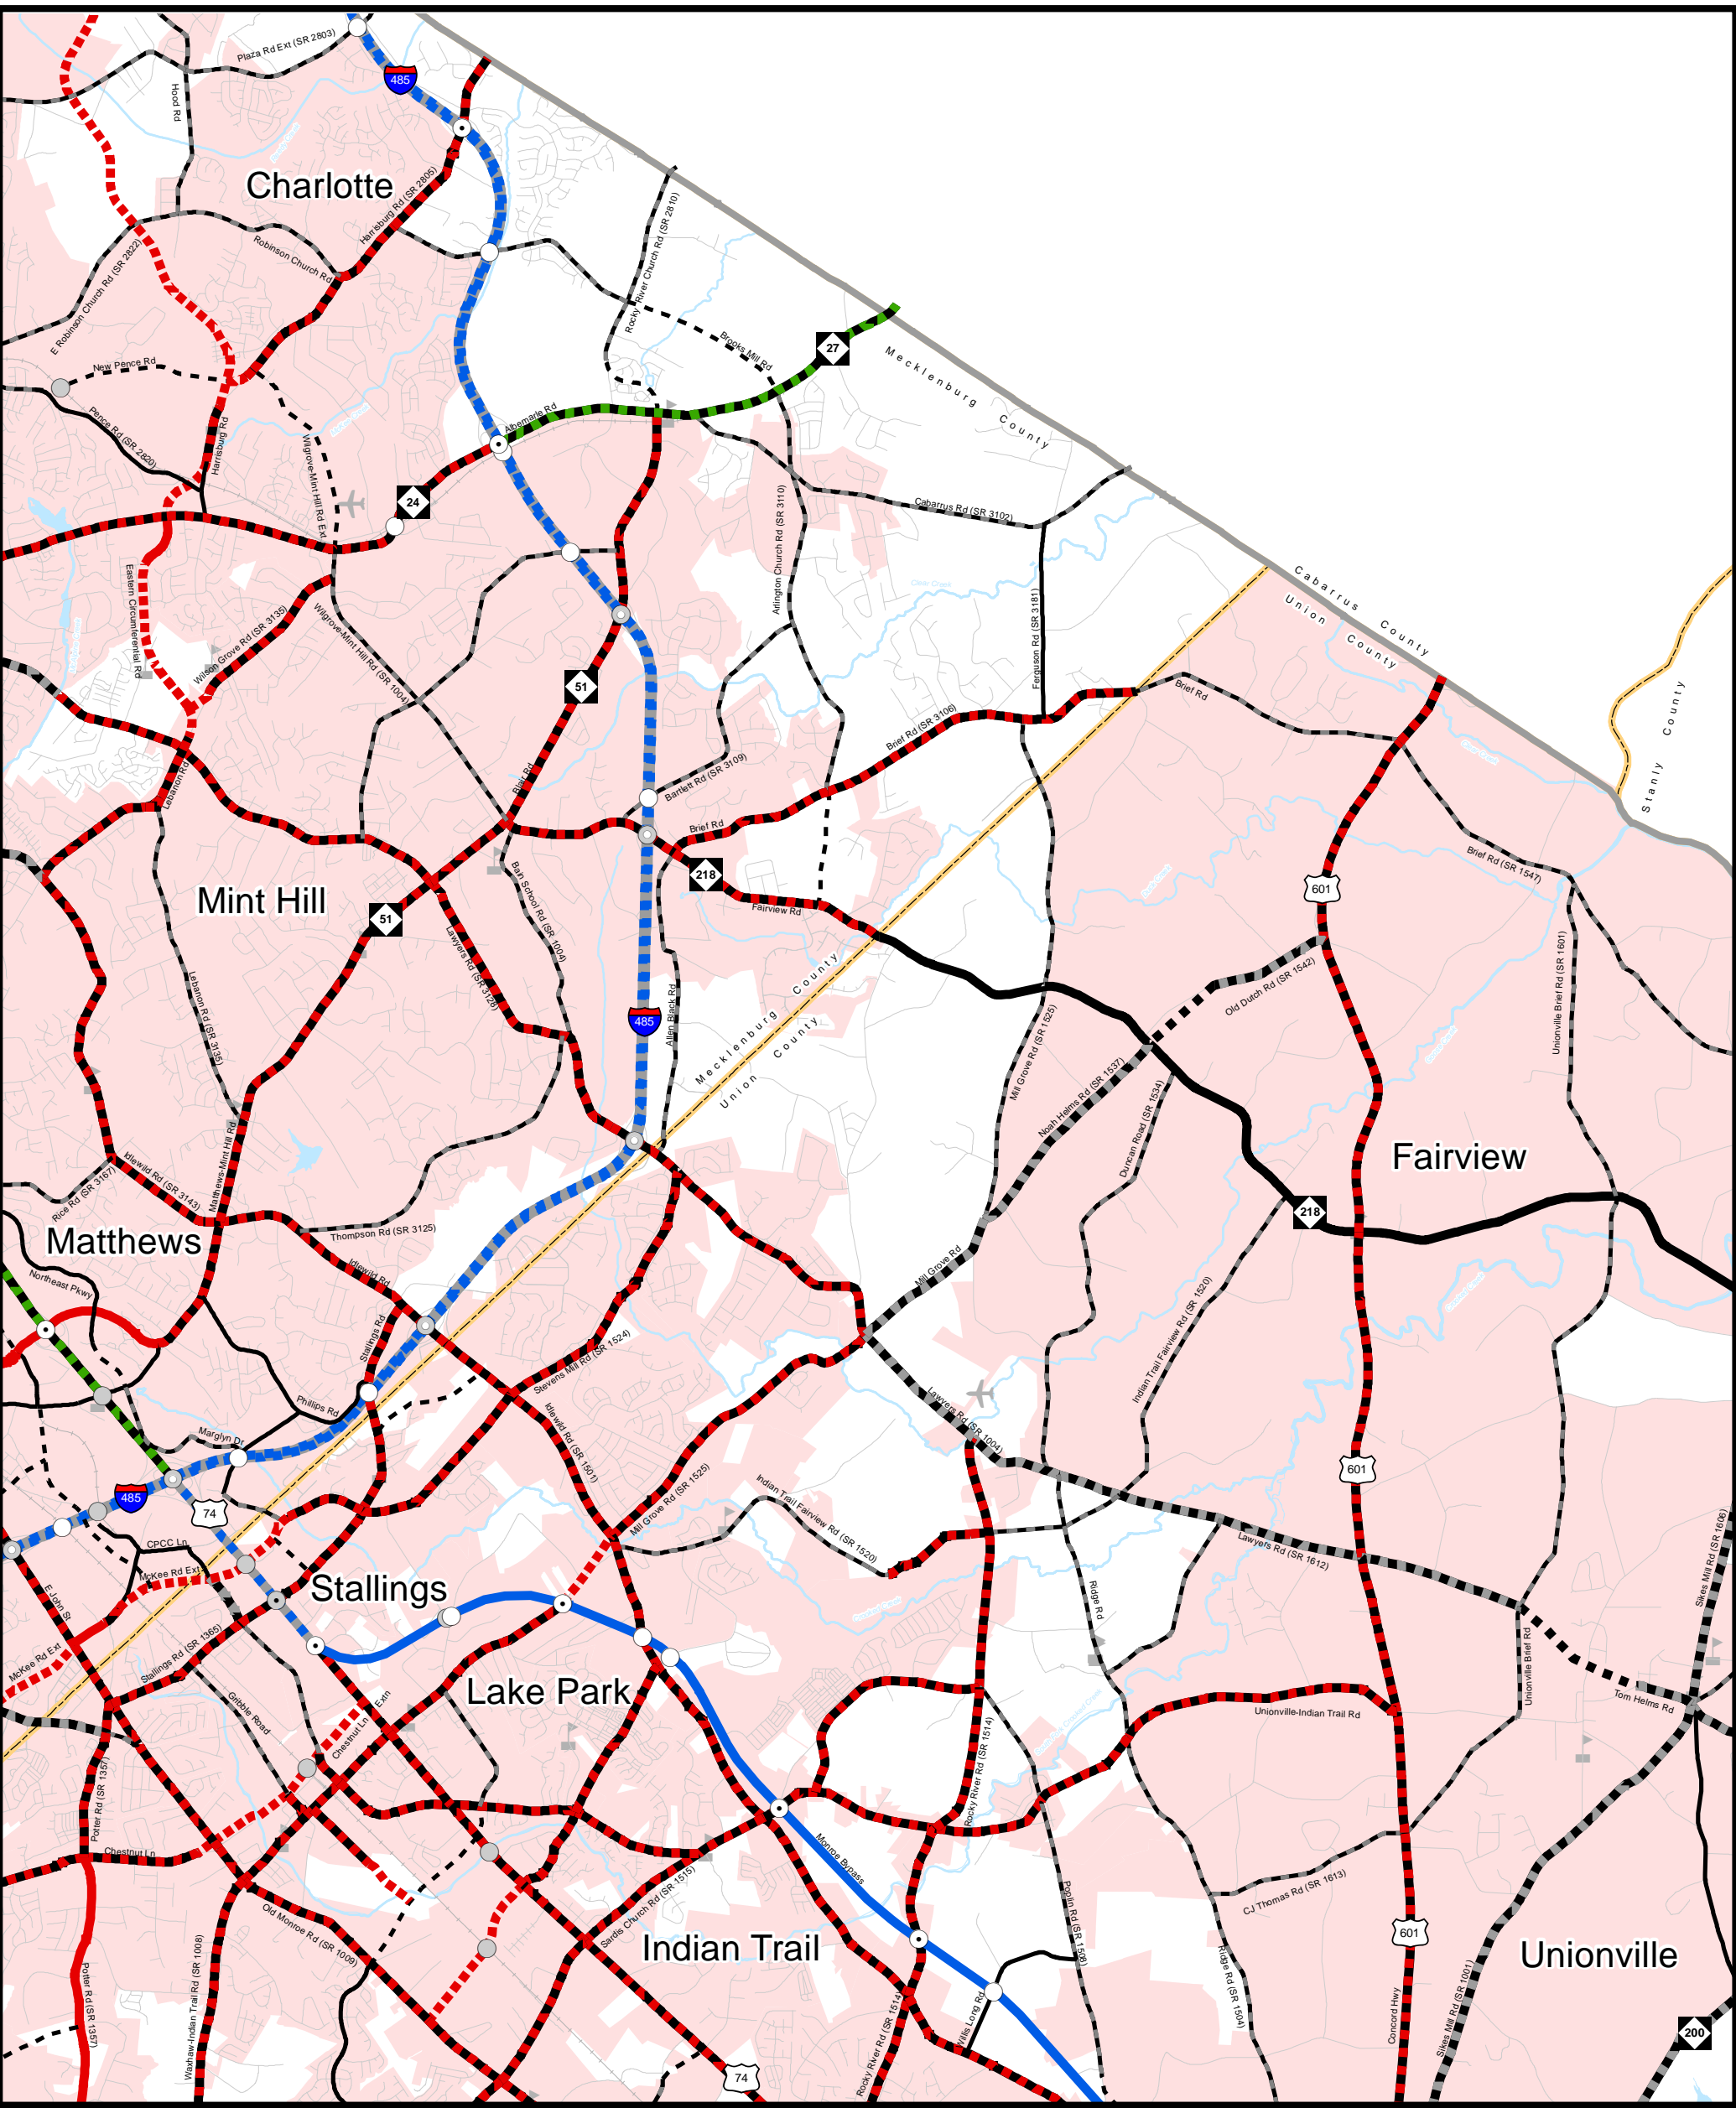 Plaza Rd Ext (SR 2803)
485
Hood Rd
Charlotte
Harrisburg Rd (SR 2805)
Robinson Church Rd
E Robinson Church Rd (SR 2822)
Rocky River Church Rd (SR 2810)
Brooks Mill Rd
27
Mecklenburg County
New Pence Rd
Pence Rd (SR 2820)
Harrisburg Rd
Wilgrove-Mint Hill Rd Ext
Albemarle Rd
24
Cabarrus Rd (SR 3102)
Arlington Church Rd (SR 3110)
Ferguson Rd (SR 3181)
Cabarrus County
Union County
Stanly County
Eastern Circumferential Rd
Wilson Grove Rd (SR 3135)
Wilgrove-Mint Hill Rd (SR 1004)
51
Brief Rd
Brief Rd (SR 3106)
Lebanon Rd
Blair Rd
Bartlett Rd (SR 3109)
Brief Rd
Brief Rd (SR 1547)
601
218
Fairview Rd
Mint Hill
51
Bain School Rd (SR 1004)
Lawyers Rd (SR 3128)
Lebanon Rd (SR 3135)
Allen Black Rd
485
Mecklenburg County
Union County
Old Dutch Rd (SR 1542)
Unionville Brief Rd (SR 1601)
Mill Grove Rd (SR 1525)
Noah Helms Rd (SR 1537)
Duncan Road (SR 1534)
Fairview
218
Matthews-Mint Hill Rd
Idlewild Rd (SR 3143)
Rice Rd (SR 3167)
Thompson Rd (SR 3125)
Matthews
Northeast Pkwy
Idlewild Rd
Stallings Rd
Mill Grove Rd
Indian Trail Fairview Rd (SR 1520)
Stevens Mill Rd (SR 1524)
Phillips Rd
Marglyn Dr
Idlewild Rd (SR 1501)
Lawyers Rd (SR 1004)
601
485
74
Mill Grove Rd (SR 1525)
Indian Trail Fairview Rd (SR 1520)
Lawyers Rd (SR 1612)
Sikes Mill Rd (SR 1606)
CPCC Ln
McKee Rd Ext
E John St
Stallings
Ridge Rd
McKee Rd Ext
Stallings Rd (SR 1365)
Unionville Brief Rd
Lake Park
Tom Helms Rd
Gribble Road
Chestnut Ln Extn
Unionville-Indian Trail Rd
Rocky River Rd (SR 1514)
Potter Rd (SR 1357)
Chestnut Ln
Monroe Bypass
Sardis Church Rd (SR 1515)
CJ Thomas Rd (SR 1613)
Poplin Rd (SR 1508)
Old Monroe Rd (SR 1009)
Waxhaw-Indian Trail Rd (SR 1008)
Indian Trail
601
Unionville
Ridge Rd (SR 1504)
Potter Rd (SR 1357)
Willis Long Rd
Rocky River Rd (SR 1514)
Concord Hwy
Sikes Mill Rd (SR 1001)
200
74